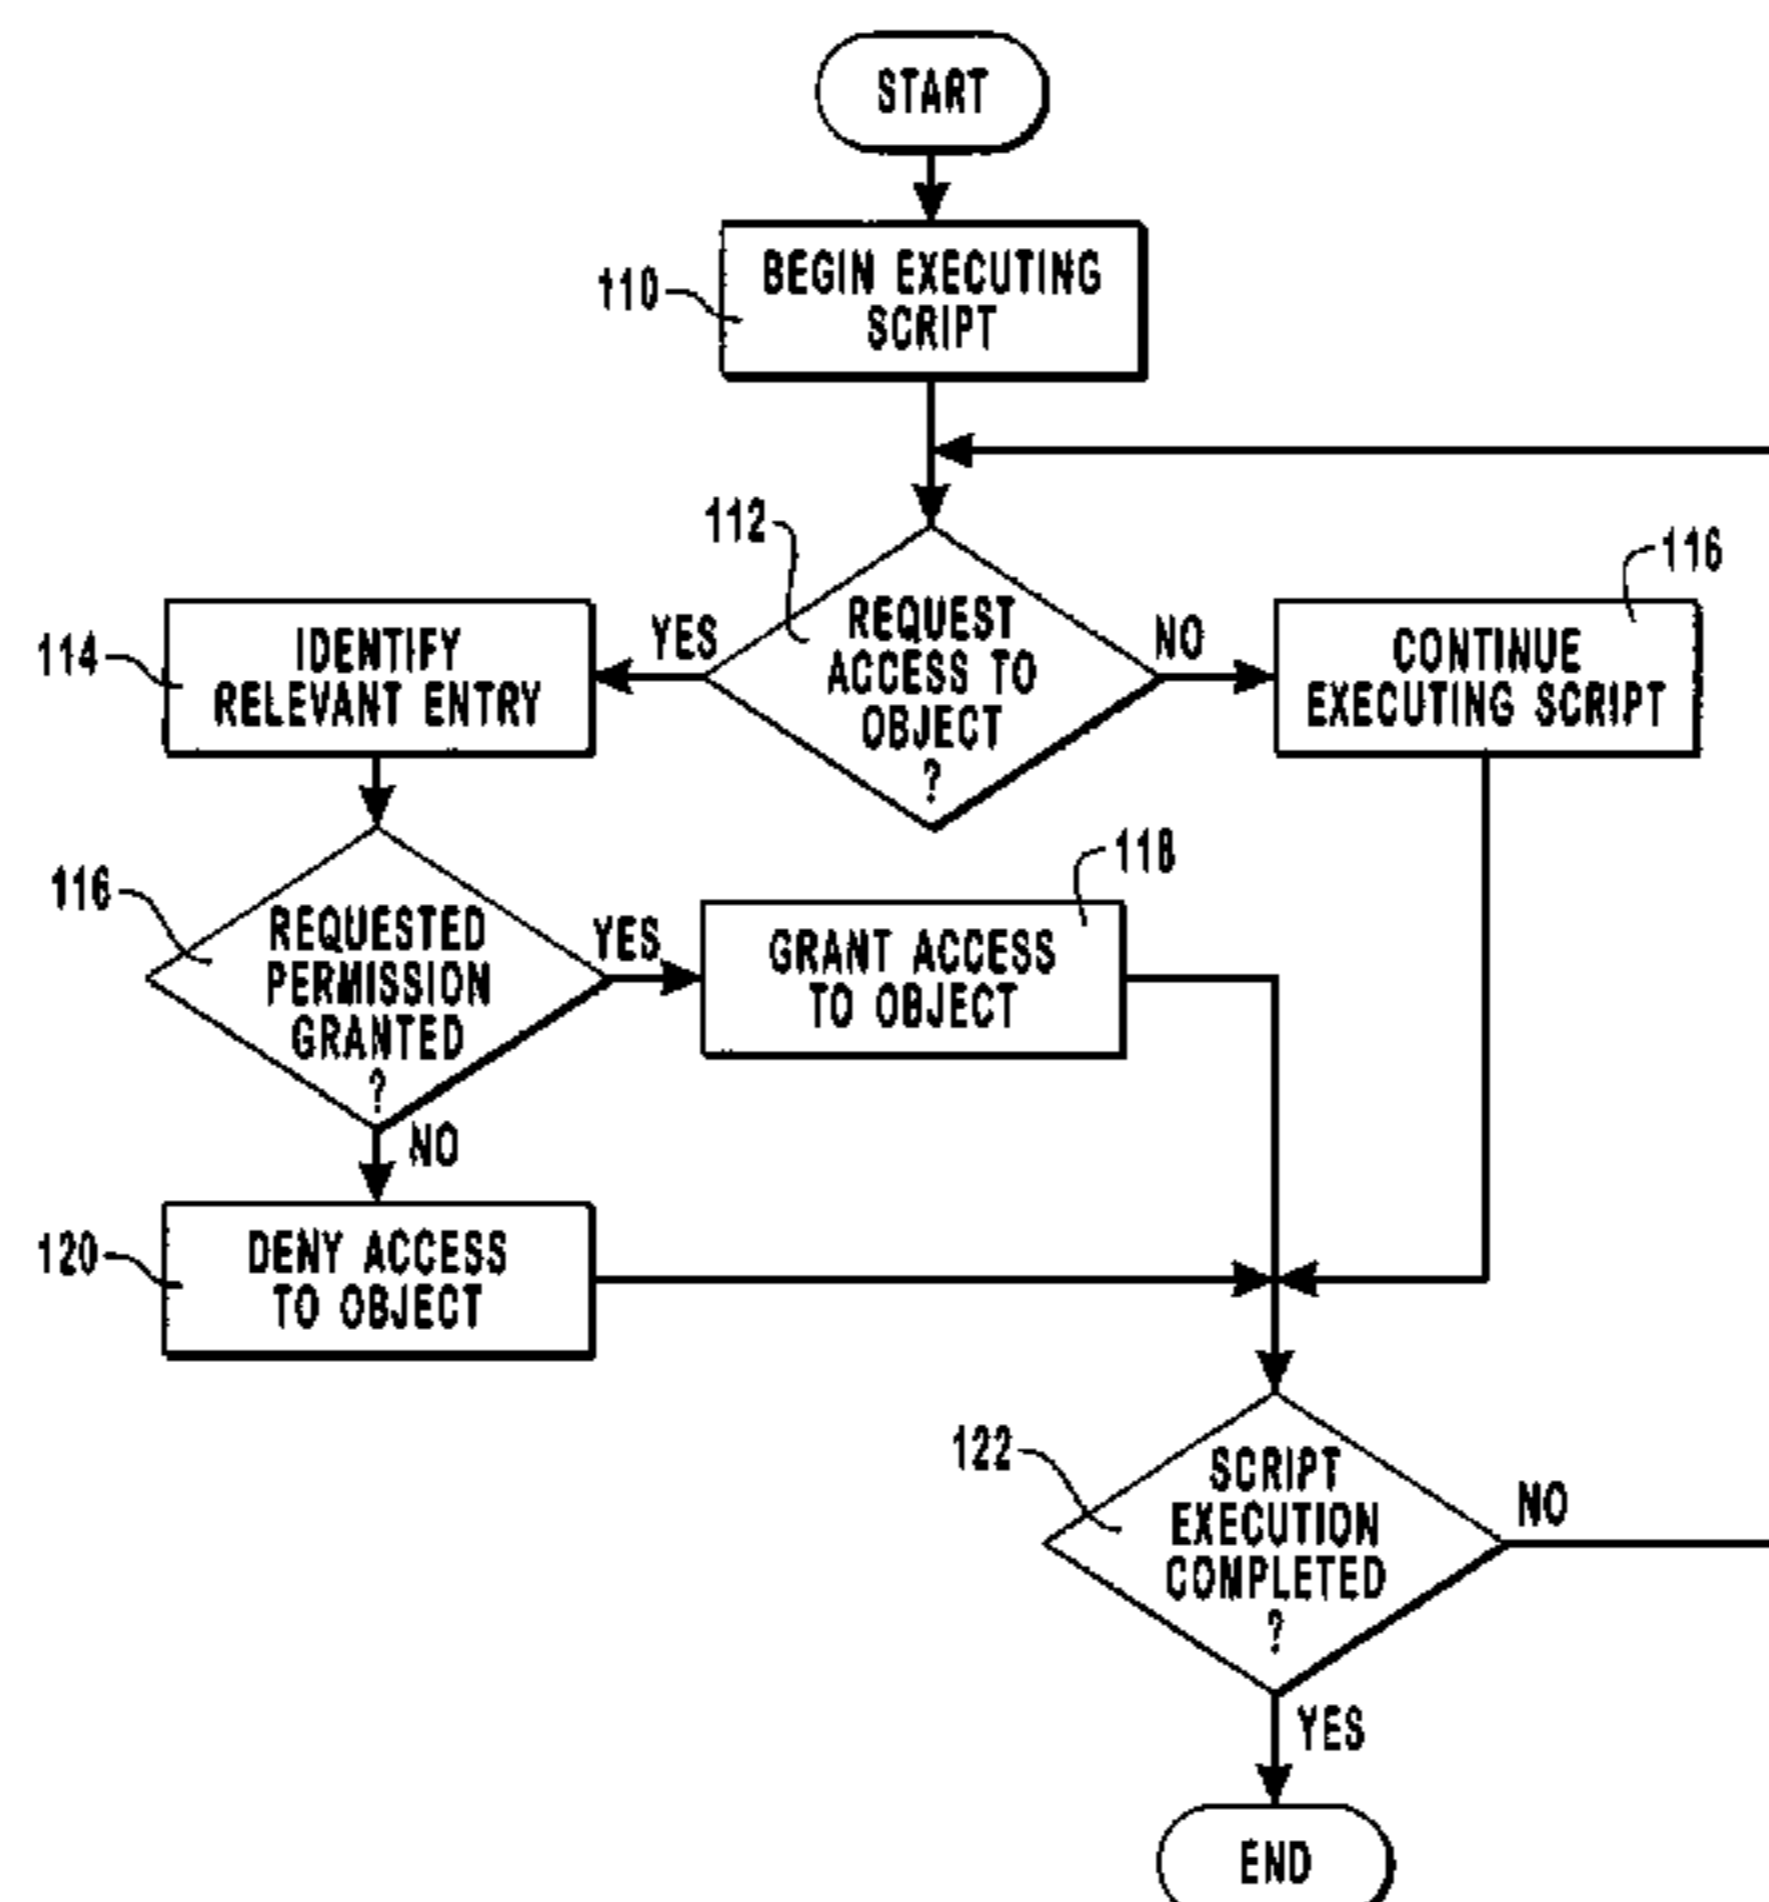 START
110
BEGIN EXECUTING
SCRIPT
112
REQUEST
ACCESS TO
OBJECT
?
YES
NO
114
IDENTIFY
RELEVANT ENTRY
116
CONTINUE
EXECUTING SCRIPT
116
REQUESTED
PERMISSION
GRANTED
?
YES
NO
118
GRANT ACCESS
TO OBJECT
120
DENY ACCESS
TO OBJECT
122
SCRIPT
EXECUTION
COMPLETED
?
NO
YES
END